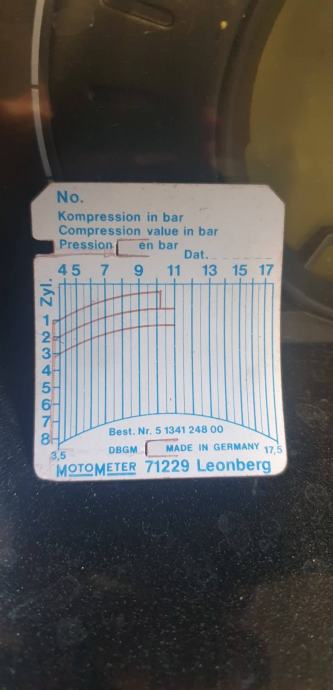 No.
Kompression in bar
Compression value in bar
Pression en bar
Dat.
4 5 7 9 11 13 15 17
Zyl.
1
2
3
4
5
6
7
8
3,5
17,5
Best. Nr. 5 1341 248 00
DBGM MADE IN GERMANY
MOTOMETER 71229 Leonberg